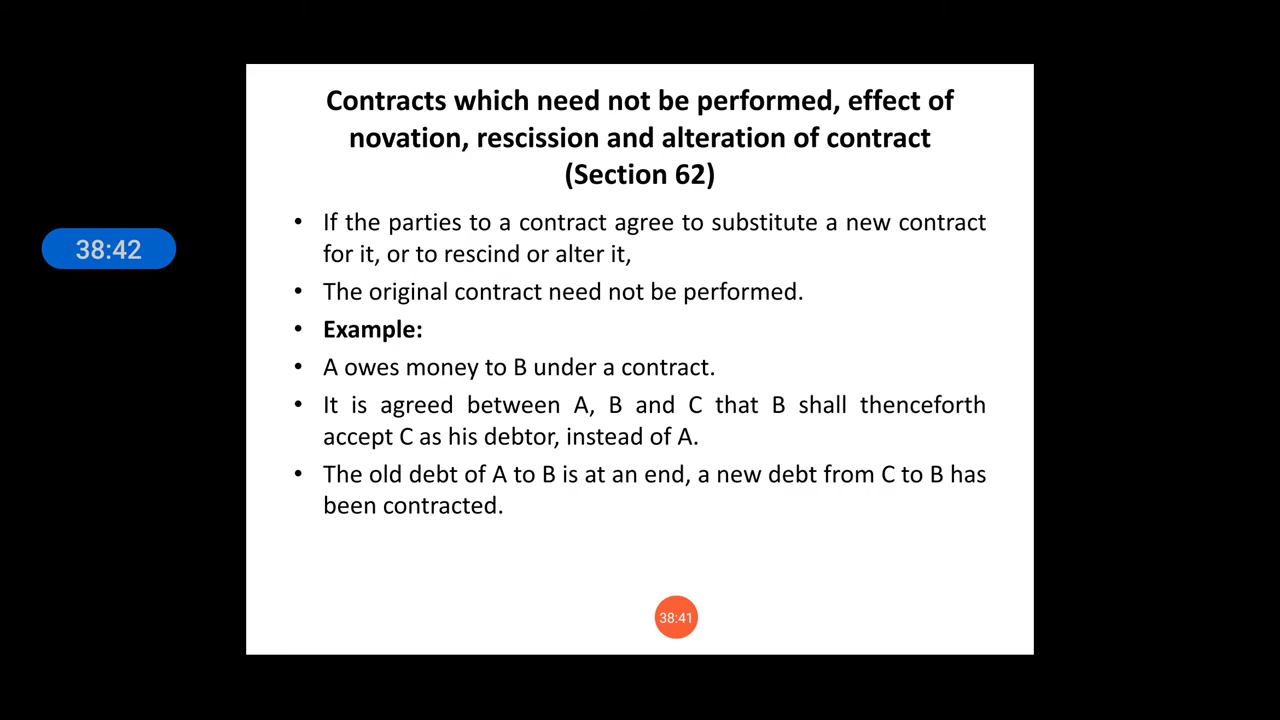 Contracts which need not be performed, effect of
novation, rescission and alteration of contract
(Section 62)
• If the parties to a contract agree to substitute a new contract
for it, or to rescind or alter it,
38:42
• The original contract need not be performed.
• Example:
• A owes money to B under a contract.
• It is agreed between A, B and C that B shall thenceforth
accept C as his debtor, instead of A.
• The old debt of A to B is at an end, a new debt from C to B has
been contracted.
38:41